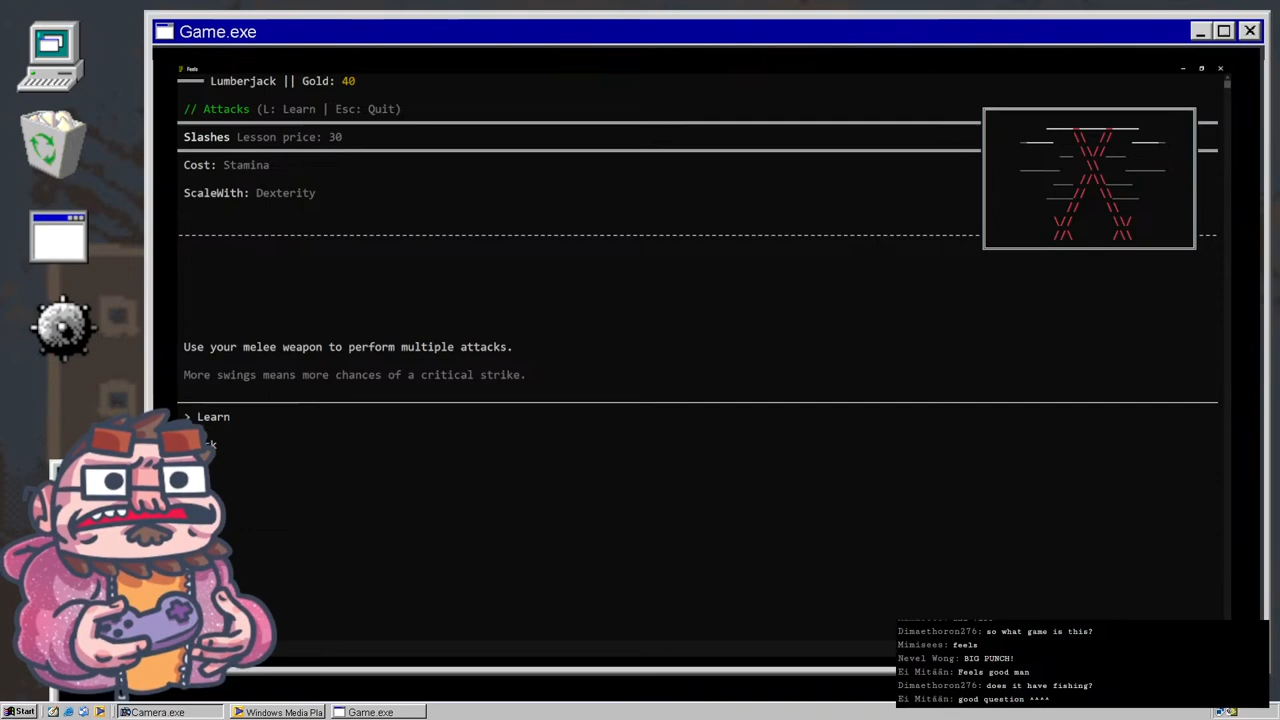 Game.exe
Feels
Lumberjack || Gold: 40
// Attacks (L: Learn | Esc: Quit)
Slashes Lesson price: 30
Cost: Stamina
ScaleWith: Dexterity
Use your melee weapon to perform multiple attacks.
More swings means more chances of a critical strike.
> Learn
Dimaethoron276: so what game is this?
Mimisees: feels
Nevel Wong: BIG PUNCH!
Ei Mitään: Feels good man
Dimaethoron276: does it have fishing?
Ei Mitään: good question ^^^^
Start
Camera.exe
Windows Media Pla
Game.exe